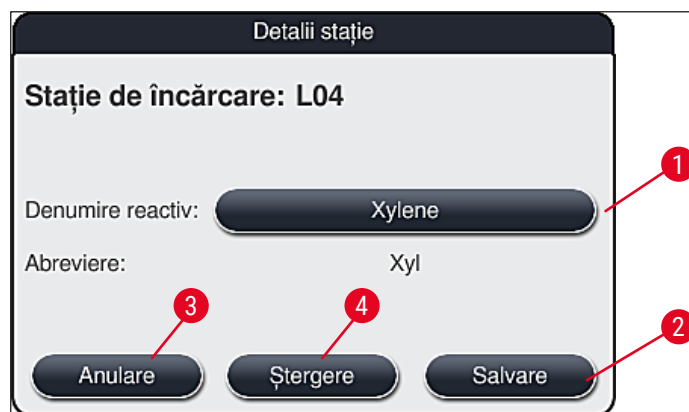 Detalii stație
Stație de încărcare: L04
1
Denumire reactiv: Xylene
Abreviere: Xyl
3 4
2
Anulare Ștergere Salvare